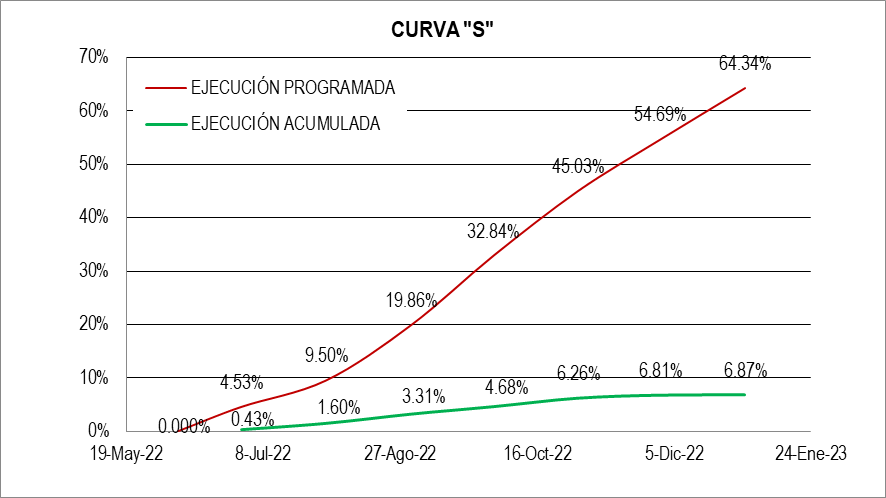 CURVA "S"
70%
60%
50%
40%
30%
20%
10%
0%
EJECUCIÓN PROGRAMADA
EJECUCIÓN ACUMULADA
64.34%
54.69%
45.03%
32.84%
19.86%
9.50%
4.53%
0.000%
0.43%
1.60%
3.31%
4.68%
6.26%
6.81%
6.87%
19-May-22
8-Jul-22
27-Ago-22
16-Oct-22
5-Dic-22
24-Ene-23